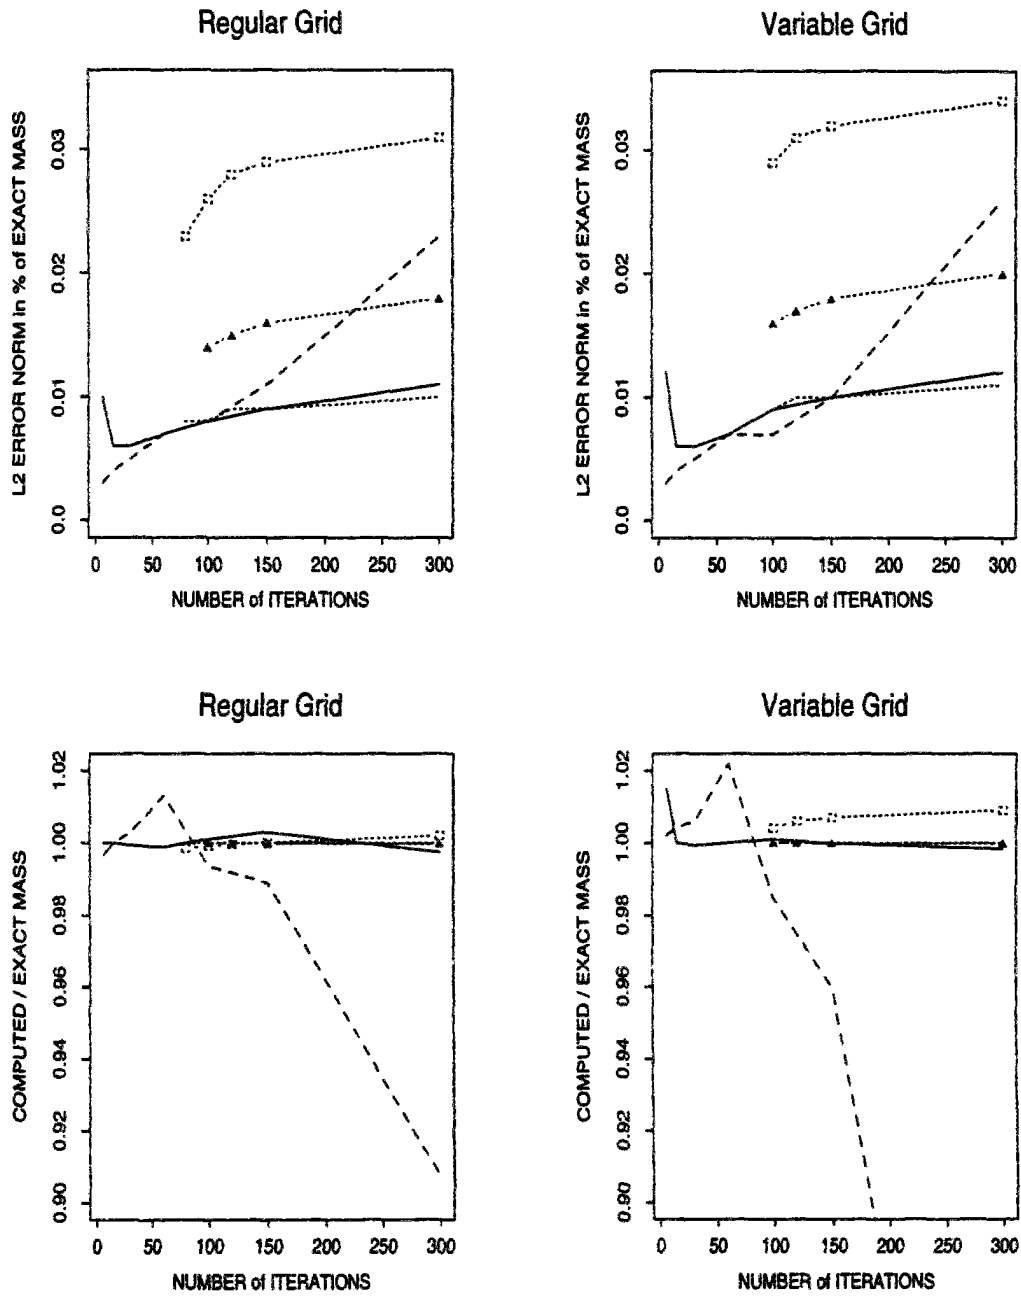 Regular Grid
L2 ERROR NORM in % of EXACT MASS
0.03
0.02
0.01
0.0
0 50 100 150 200 250 300
NUMBER of ITERATIONS
Variable Grid
L2 ERROR NORM in % of EXACT MASS
0.03
0.02
0.01
0.0
0 50 100 150 200 250 300
NUMBER of ITERATIONS
Regular Grid
COMPUTED / EXACT MASS
1.02
1.00
0.98
0.96
0.94
0.92
0.90
0 50 100 150 200 250 300
NUMBER of ITERATIONS
Variable Grid
COMPUTED / EXACT MASS
1.02
1.00
0.98
0.96
0.94
0.92
0.90
0 50 100 150 200 250 300
NUMBER of ITERATIONS